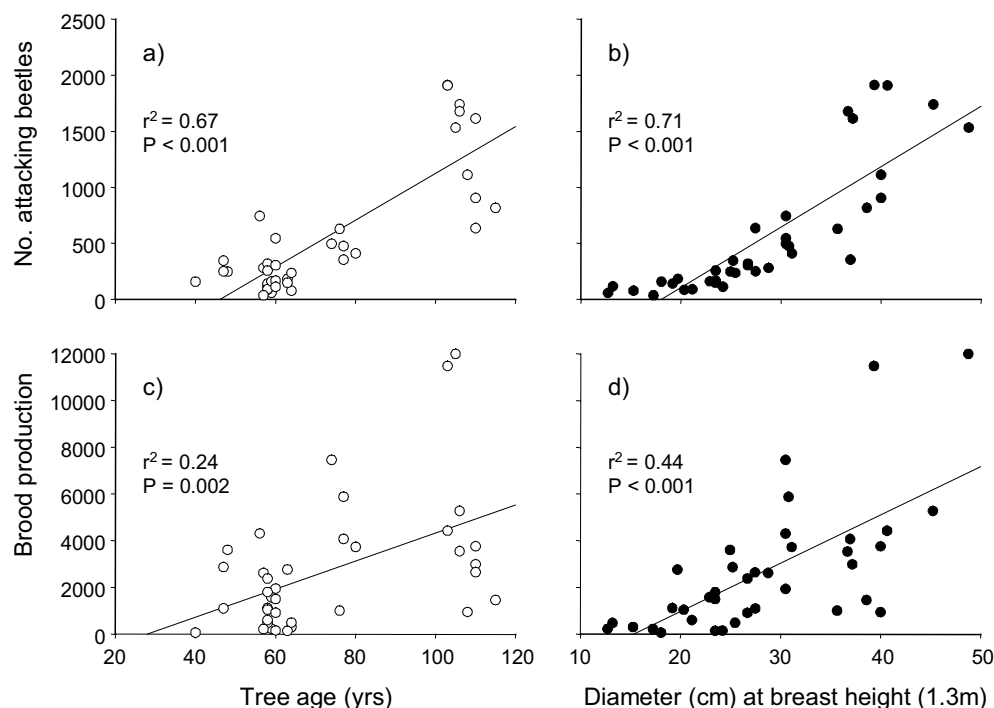 No. attacking beetles
2500
2000
1500
1000
500
0
a)
r² = 0.67
P < 0.001
b)
r² = 0.71
P < 0.001
Brood production
12000
10000
8000
6000
4000
2000
0
c)
r² = 0.24
P = 0.002
d)
r² = 0.44
P < 0.001
20 40 60 80 100 120
10 20 30 40 50
Tree age (yrs)
Diameter (cm) at breast height (1.3m)